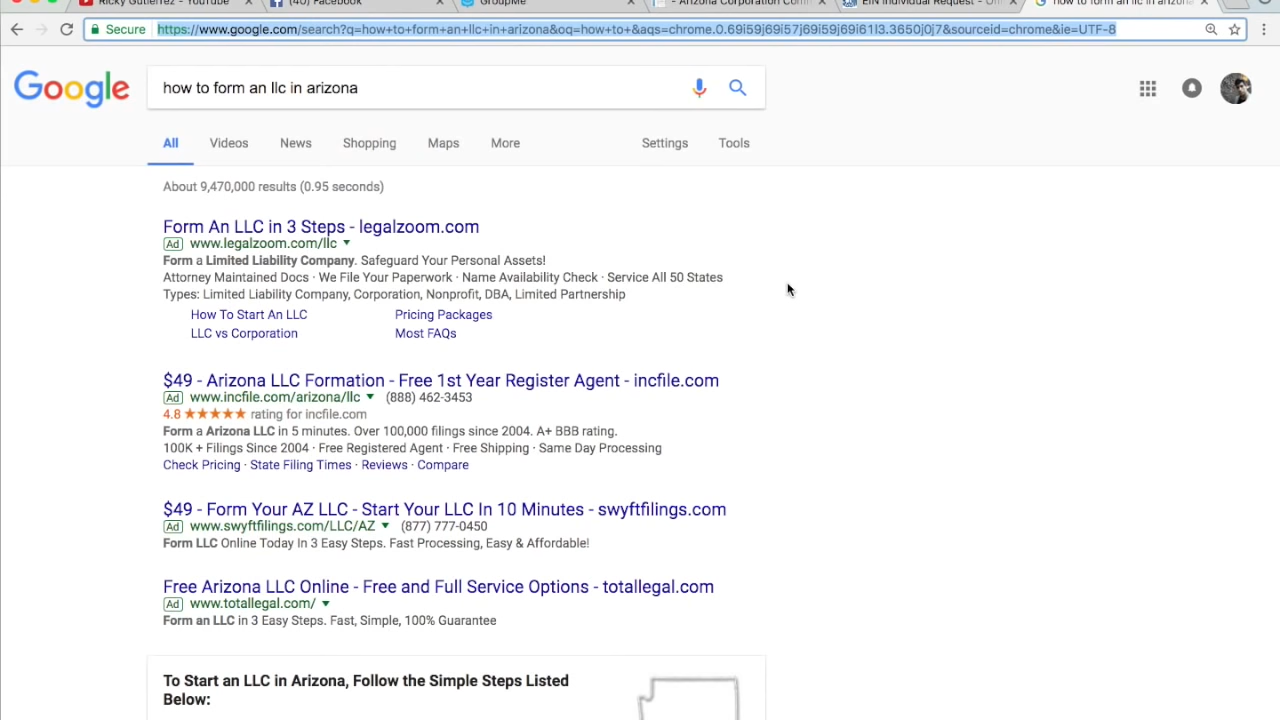 Ricky Gutierrez - YouTube
(40) Facebook
GroupMe
- Arizona Corporation Comm
EIN Individual Request - Onl
how to form an llc in arizona
Secure https://www.google.com/search?q=how+to+form+an+llc+in+arizona&oq=how+to+&aqs=chrome.0.69i59j69i57j69i59j69i61l3.3650j0j7&sourceid=chrome&ie=UTF-8
Google
how to form an llc in arizona
All Videos News Shopping Maps More Settings Tools
About 9,470,000 results (0.95 seconds)
Form An LLC in 3 Steps - legalzoom.com
Ad www.legalzoom.com/llc
Form a Limited Liability Company. Safeguard Your Personal Assets!
Attorney Maintained Docs · We File Your Paperwork · Name Availability Check · Service All 50 States
Types: Limited Liability Company, Corporation, Nonprofit, DBA, Limited Partnership
How To Start An LLC Pricing Packages
LLC vs Corporation Most FAQs
$49 - Arizona LLC Formation - Free 1st Year Register Agent - incfile.com
Ad www.incfile.com/arizona/llc (888) 462-3453
4.8 ★★★★★ rating for incfile.com
Form a Arizona LLC in 5 minutes. Over 100,000 filings since 2004. A+ BBB rating.
100K + Filings Since 2004 · Free Registered Agent · Free Shipping · Same Day Processing
Check Pricing · State Filing Times · Reviews · Compare
$49 - Form Your AZ LLC - Start Your LLC In 10 Minutes - swyftfilings.com
Ad www.swyftfilings.com/LLC/AZ (877) 777-0450
Form LLC Online Today In 3 Easy Steps. Fast Processing, Easy & Affordable!
Free Arizona LLC Online - Free and Full Service Options - totallegal.com
Ad www.totallegal.com/
Form an LLC in 3 Easy Steps. Fast, Simple, 100% Guarantee
To Start an LLC in Arizona, Follow the Simple Steps Listed
Below: